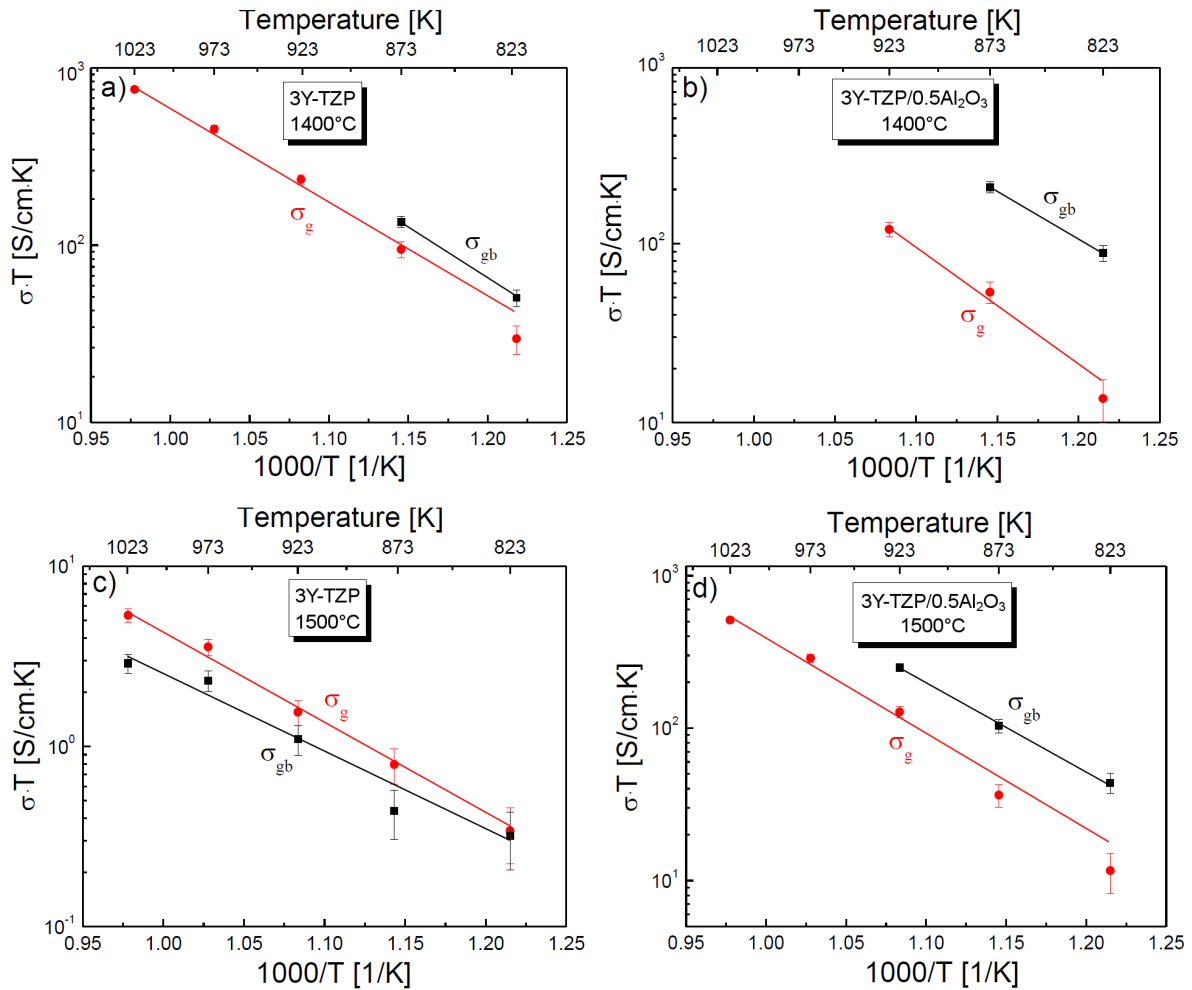 Temperature [K]
1023 973 923 873 823
a)
3Y-TZP
1400°C
σg
σgb
σ·T [S/cm·K]
10³
10²
10¹
0.95 1.00 1.05 1.10 1.15 1.20 1.25
1000/T [1/K]
Temperature [K]
1023 973 923 873 823
b)
3Y-TZP/0.5Al₂O₃
1400°C
σgb
σg
σ·T [S/cm·K]
10³
10²
10¹
0.95 1.00 1.05 1.10 1.15 1.20 1.25
1000/T [1/K]
Temperature [K]
1023 973 923 873 823
c)
3Y-TZP
1500°C
σg
σgb
σ·T [S/cm·K]
10¹
10⁰
10⁻¹
0.95 1.00 1.05 1.10 1.15 1.20 1.25
1000/T [1/K]
Temperature [K]
1023 973 923 873 823
d)
3Y-TZP/0.5Al₂O₃
1500°C
σgb
σg
σ·T [S/cm·K]
10³
10²
10¹
0.95 1.00 1.05 1.10 1.15 1.20 1.25
1000/T [1/K]